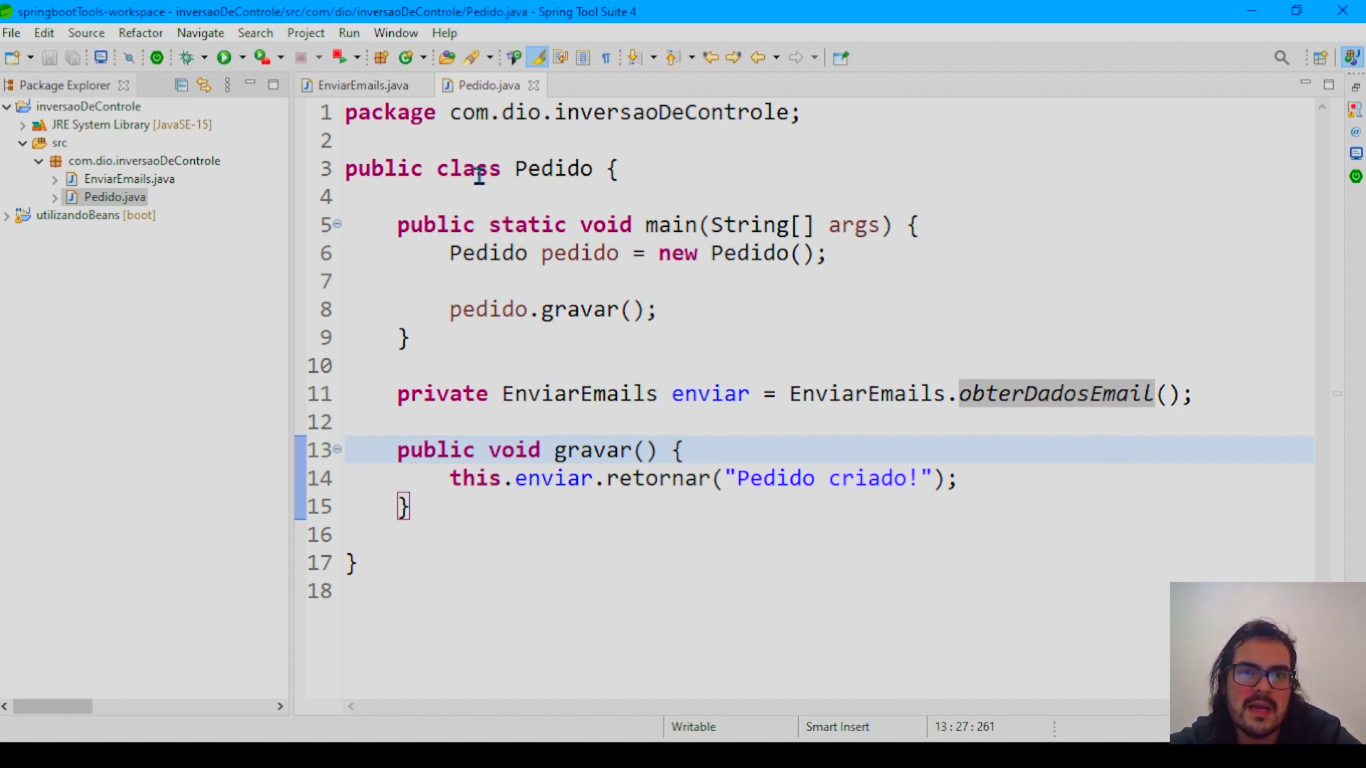 springbootTools-workspace - inversaoDeControle/src/com/dio/inversaoDeControle/Pedido.java - Spring Tool Suite 4
File Edit Source Refactor Navigate Search Project Run Window Help
Package Explorer
EnviarEmails.java
Pedido.java
inversaoDeControle
JRE System Library [JavaSE-15]
src
com.dio.inversaoDeControle
EnviarEmails.java
Pedido.java
utilizandoBeans [boot]
1 package com.dio.inversaoDeControle;
2
3 public class Pedido {
4
5 public static void main(String[] args) {
6 Pedido pedido = new Pedido();
7
8 pedido.gravar();
9 }
10
11 private EnviarEmails enviar = EnviarEmails.obterDadosEmail();
12
13 public void gravar() {
14 this.enviar.retornar("Pedido criado!");
15 }
16
17 }
18
Writable Smart Insert 13 : 27 : 261